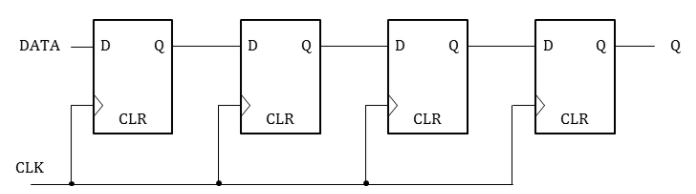 DATA D Q D Q D Q D Q Q
CLR CLR CLR CLR
CLK